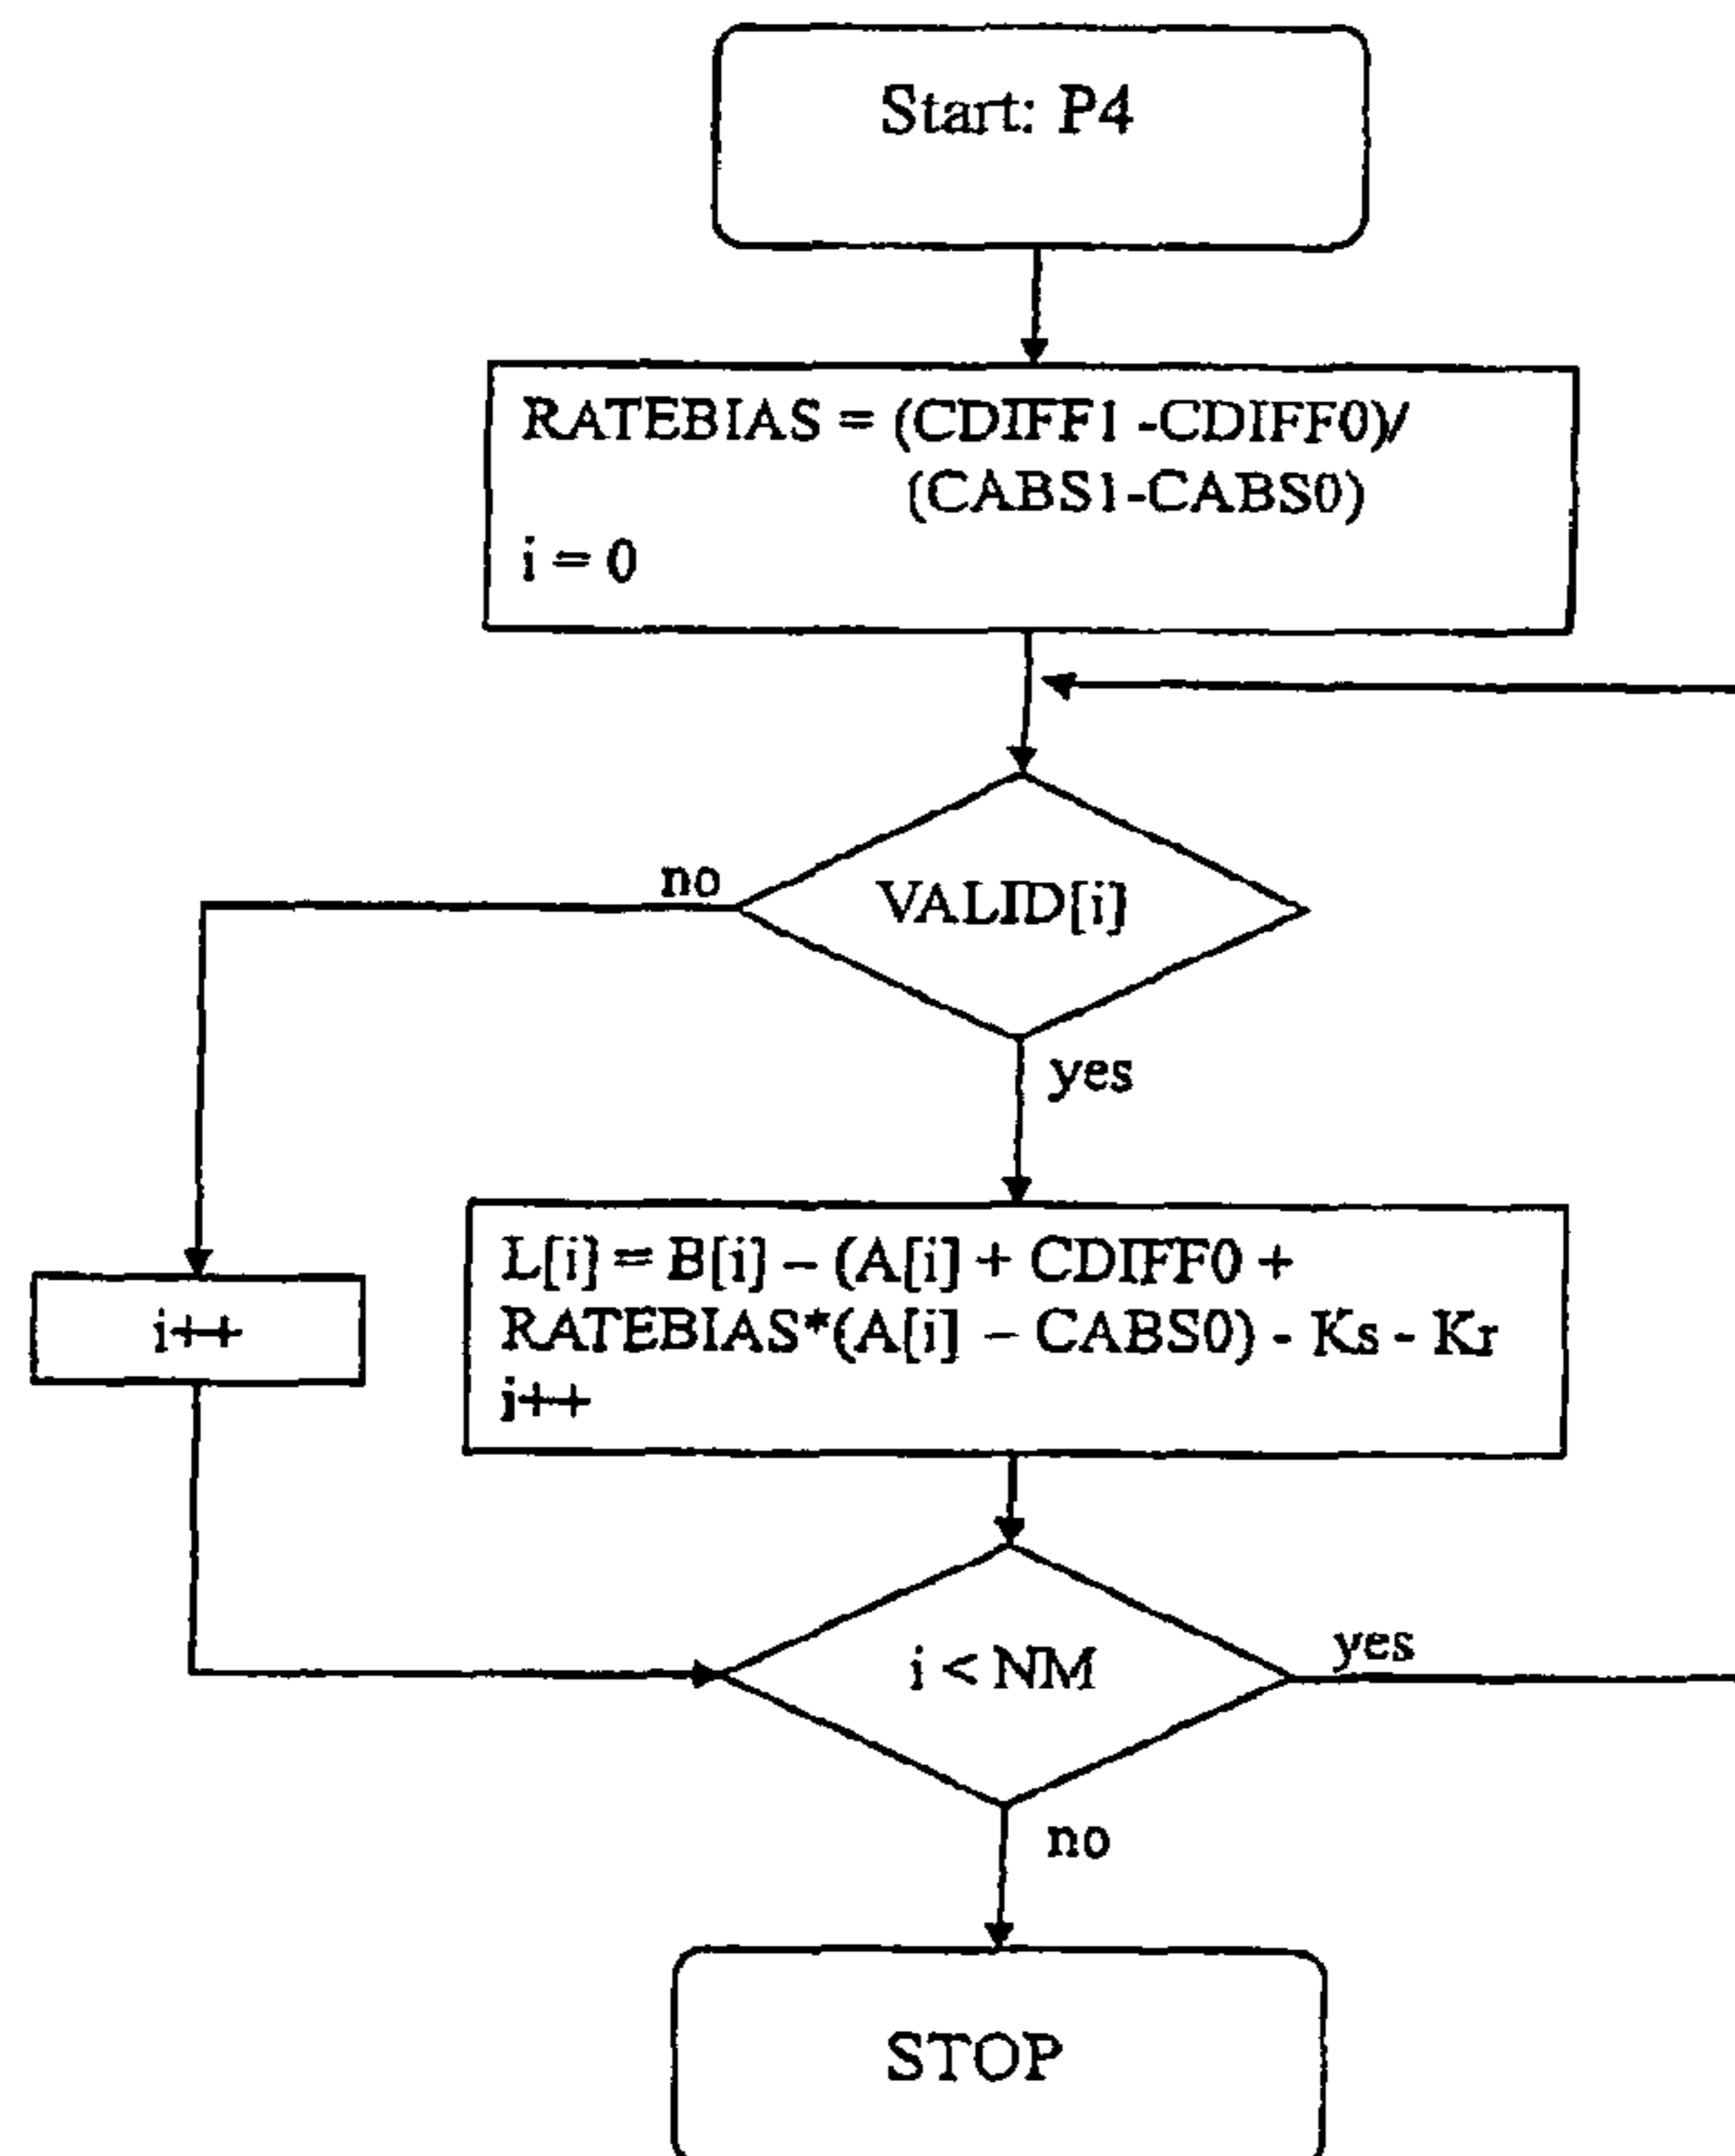 Start: P4
RATEBIAS = (CDIFF1 -CDIFF0)/
(CABS1-CABS0)
i = 0
VALID[i]
no
yes
L[i] = B[i] – (A[i] + CDIFF0 +
RATEBIAS*(A[i] – CABS0) - Ks - Kr
j++
i++
i < NM
yes
no
STOP